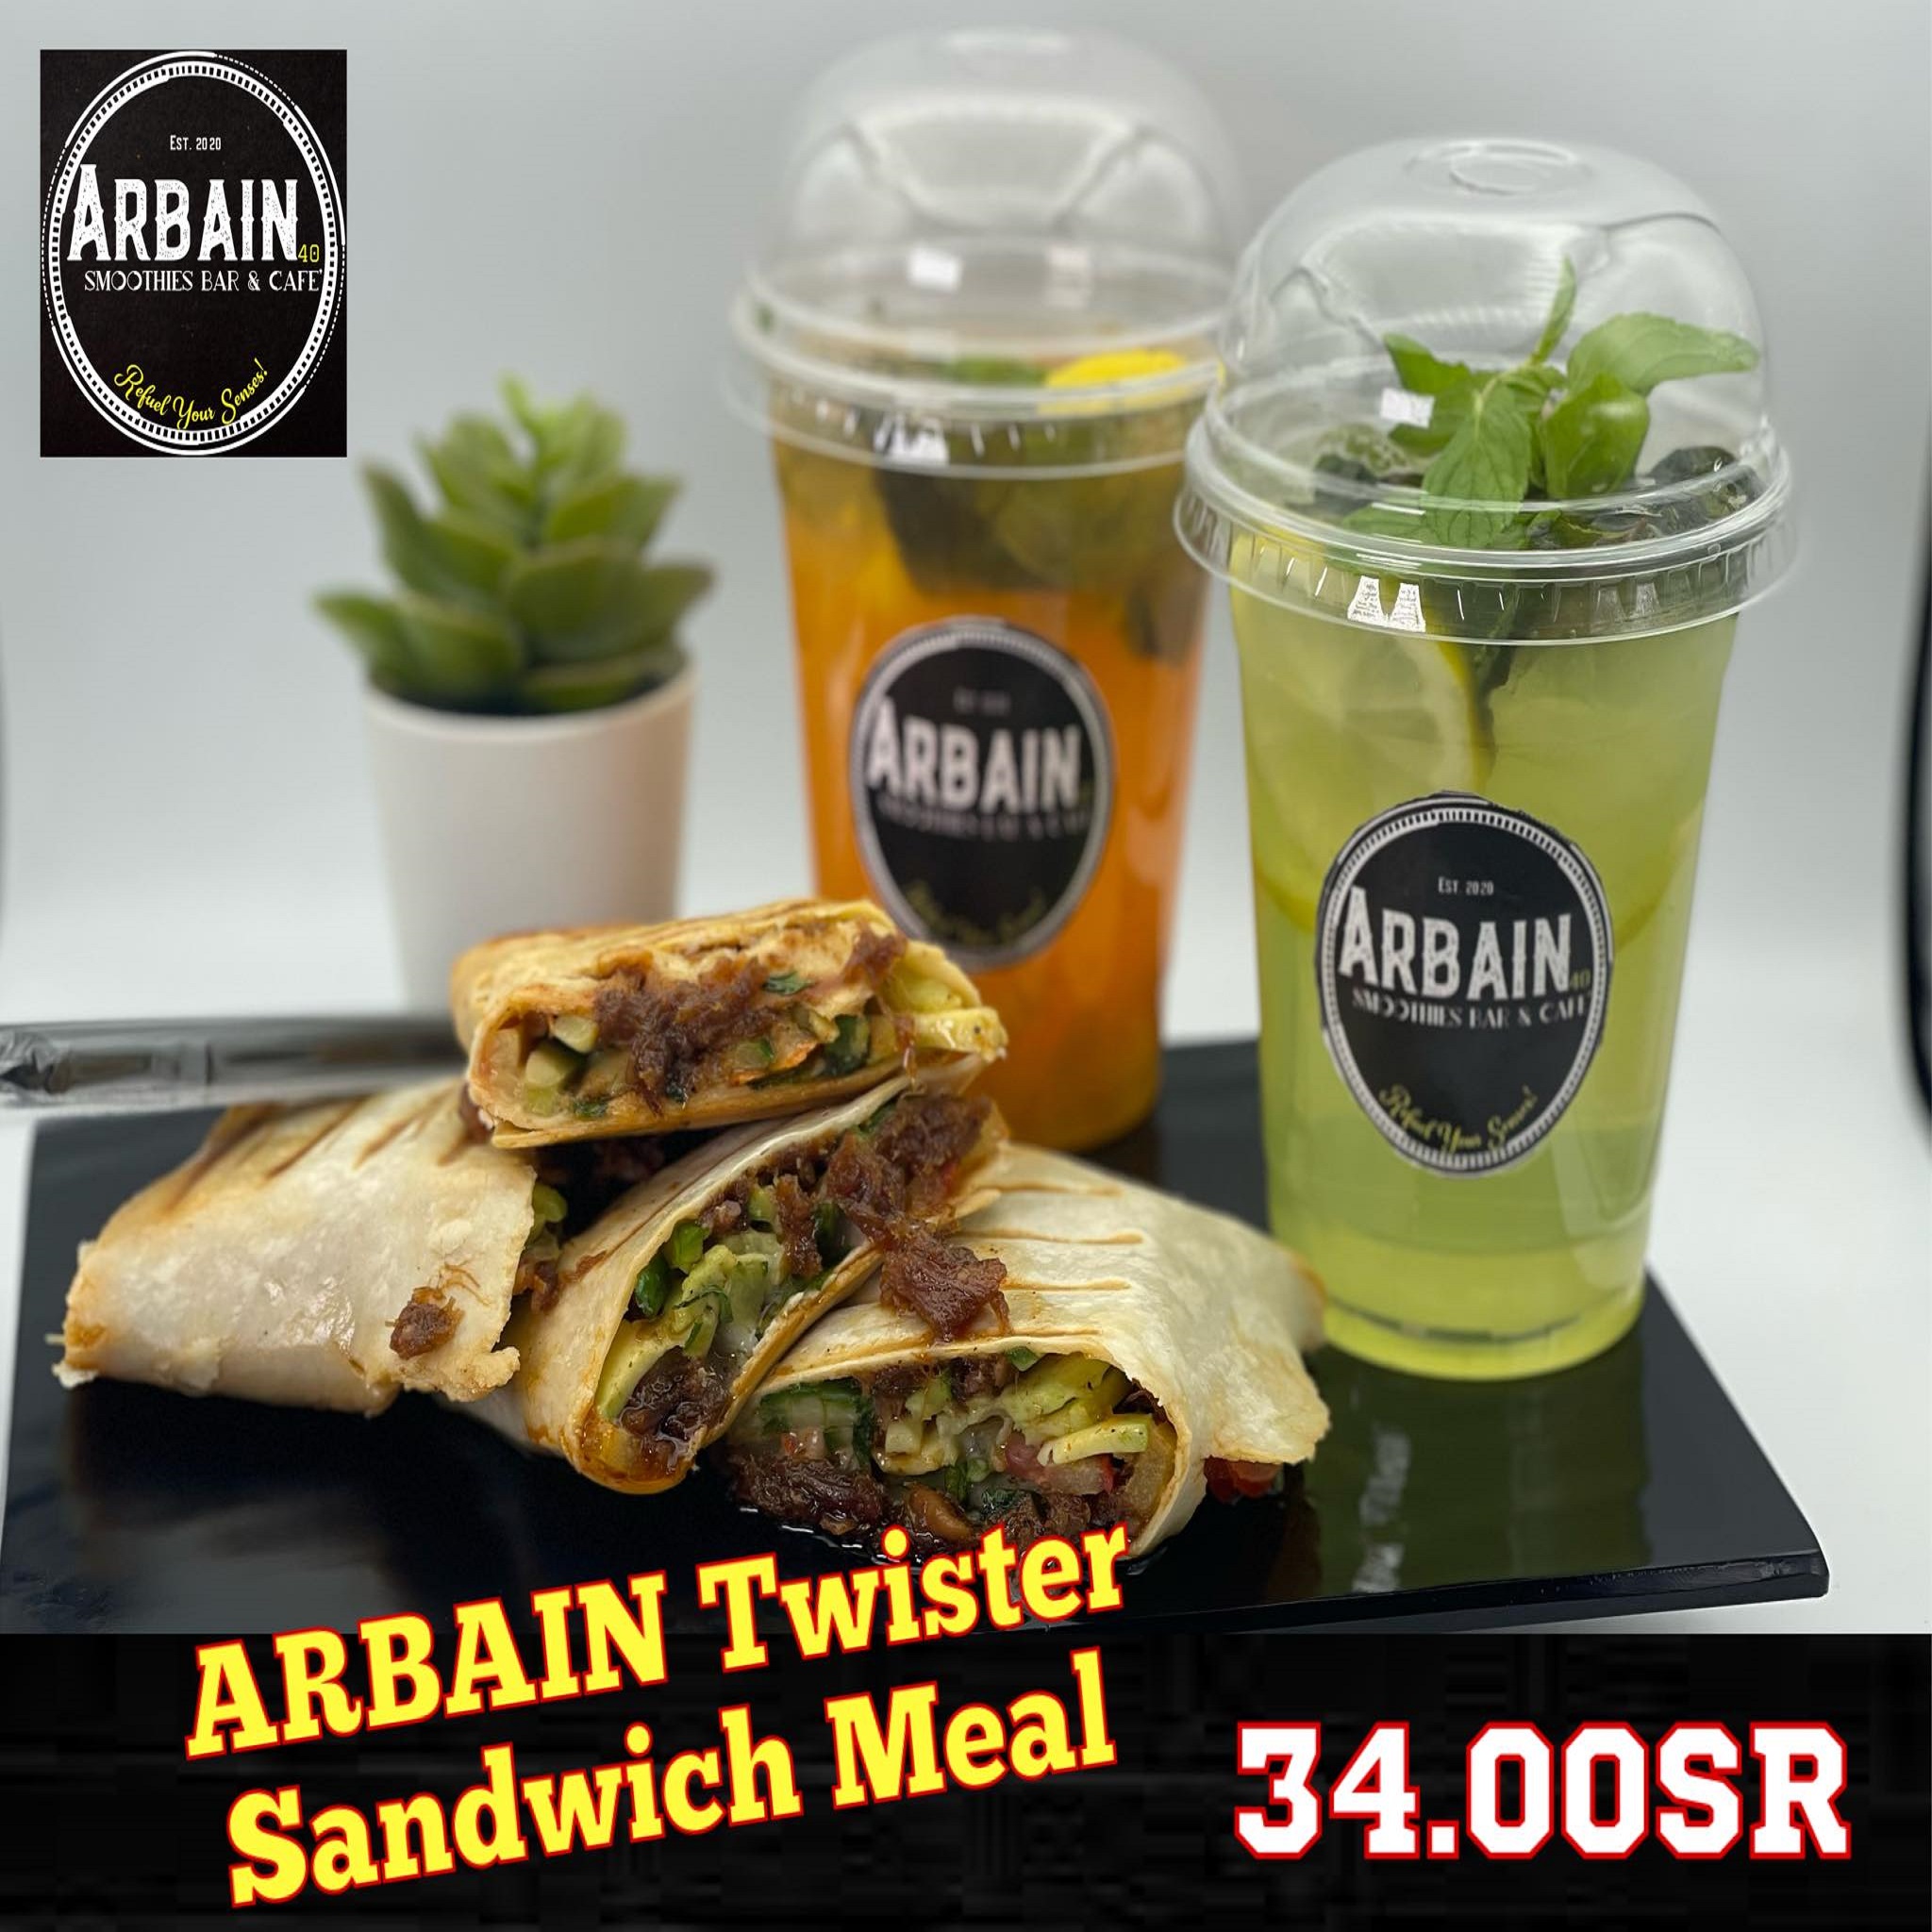 EST. 2020
ARBAIN 40
SMOOTHIES BAR & CAFE'
Refuel Your Senses!
ARBAIN
EST. 2020
ARBAIN 40
SMOOTHIES BAR & CAFE'
Refuel Your Senses!
ARBAIN Twister
Sandwich Meal
34.00SR